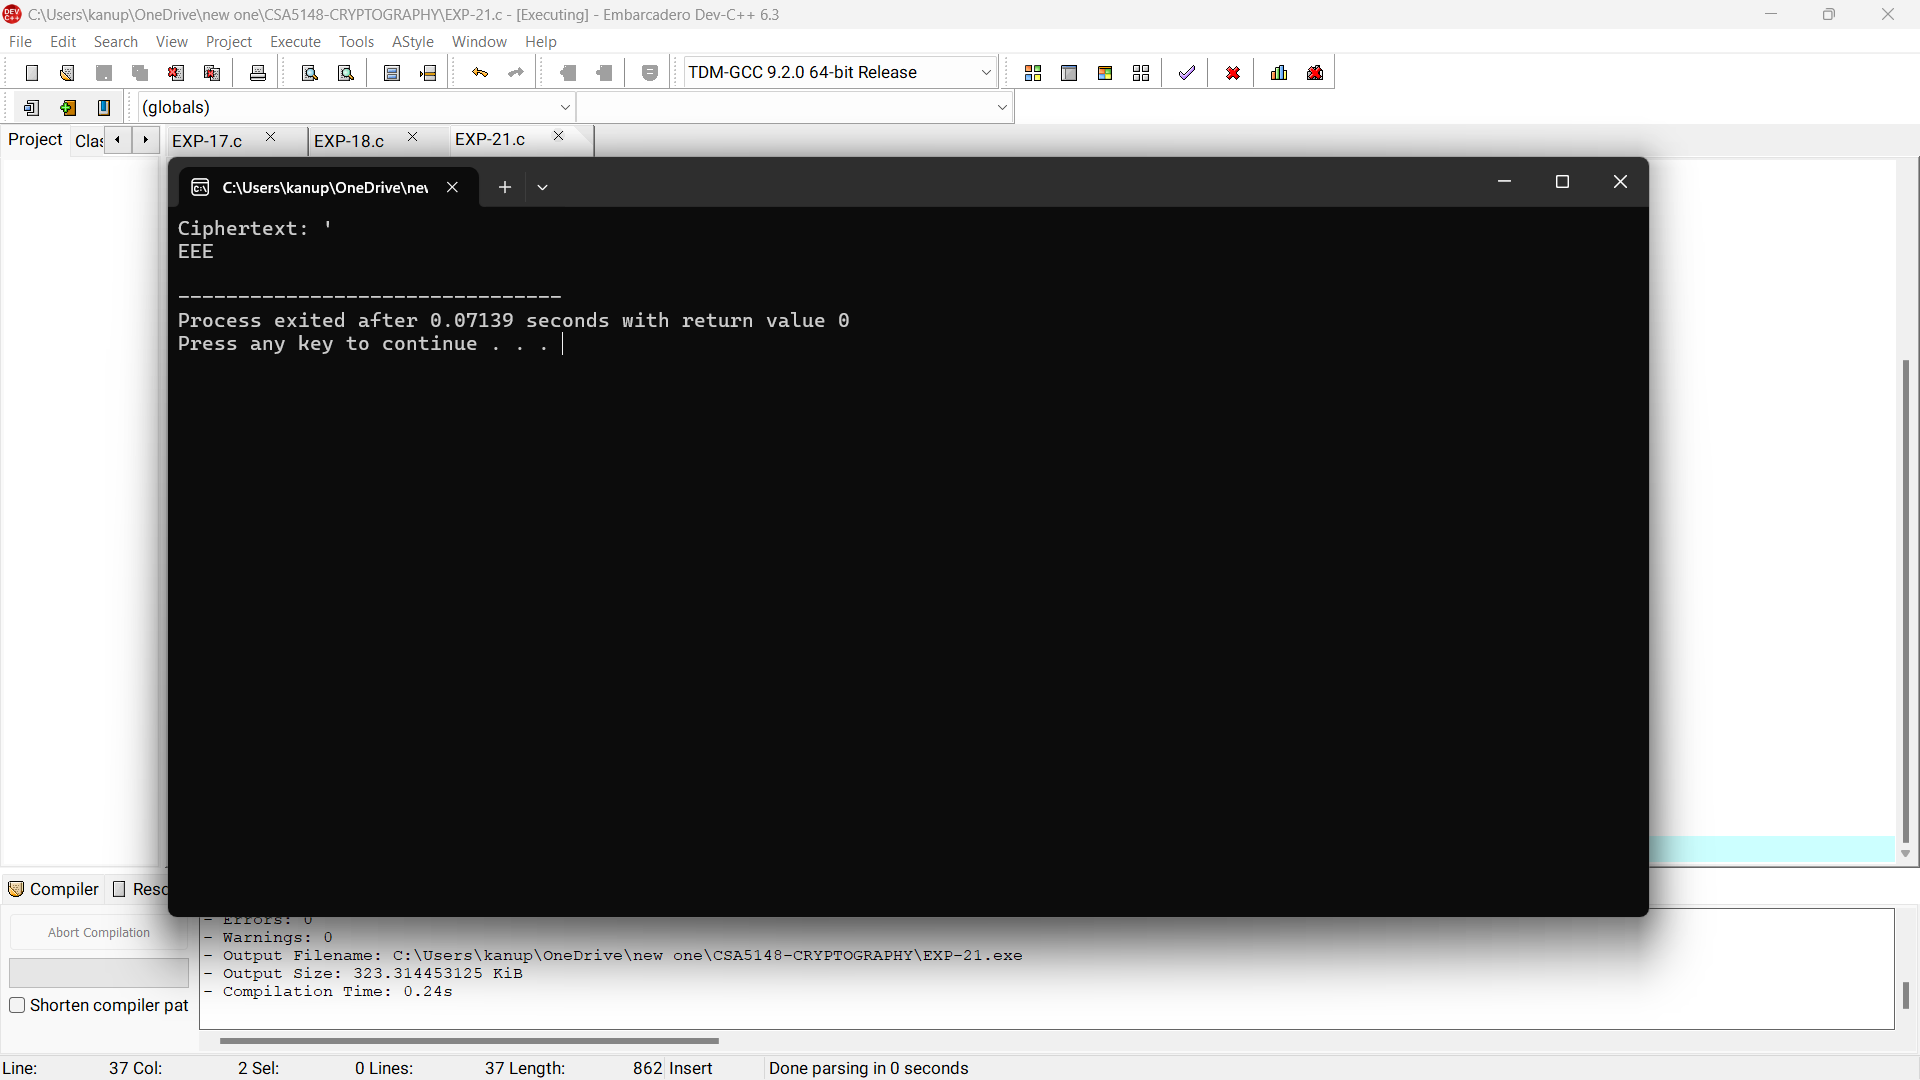 C:\Users\kanup\OneDrive\new one\CSA5148-CRYPTOGRAPHY\EXP-21.c - [Executing] - Embarcadero Dev-C++ 6.3
File Edit Search View Project Execute Tools AStyle Window Help
TDM-GCC 9.2.0 64-bit Release
(globals)
Project Clas EXP-17.c EXP-18.c EXP-21.c
C:\Users\kanup\OneDrive\new
Ciphertext: '
EEE
--------------------------------
Process exited after 0.07139 seconds with return value 0
Press any key to continue . . .
Compiler Reso
- Errors: 0
Abort Compilation
- Warnings: 0
- Output Filename: C:\Users\kanup\OneDrive\new one\CSA5148-CRYPTOGRAPHY\EXP-21.exe
- Output Size: 323.314453125 KiB
- Compilation Time: 0.24s
Shorten compiler pat
Line: 37 Col: 2 Sel: 0 Lines: 37 Length: 862 Insert Done parsing in 0 seconds